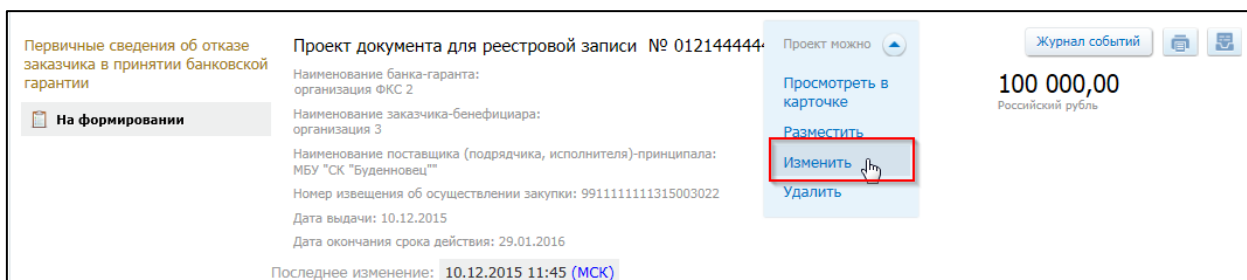 Первичные сведения об отказе
заказчика в принятии банковской
гарантии
На формировании
Проект документа для реестровой записи № 0121444444
Наименование банка-гаранта:
организация ФКС 2
Наименование заказчика-бенефициара:
организация 3
Наименование поставщика (подрядчика, исполнителя)-принципала:
МБУ "СК "Буденновец""
Номер извещения об осуществлении закупки: 9911111111315003022
Дата выдачи: 10.12.2015
Дата окончания срока действия: 29.01.2016
Последнее изменение: 10.12.2015 11:45 (МСК)
Проект можно
Просмотреть в
карточке
Разместить
Изменить
Удалить
Журнал событий
100 000,00
Российский рубль